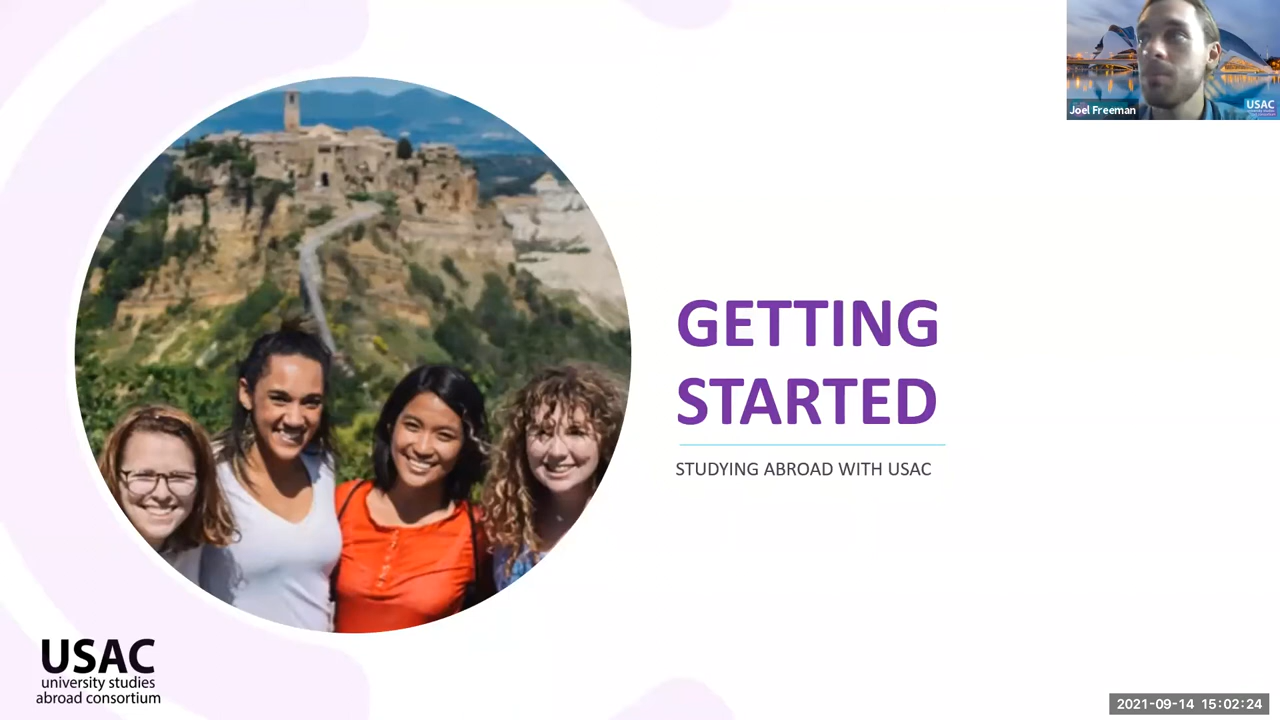 Joel Freeman
USAC
GETTING
STARTED
STUDYING ABROAD WITH USAC
USAC
university studies
abroad consortium
2021-09-14 15:02:24